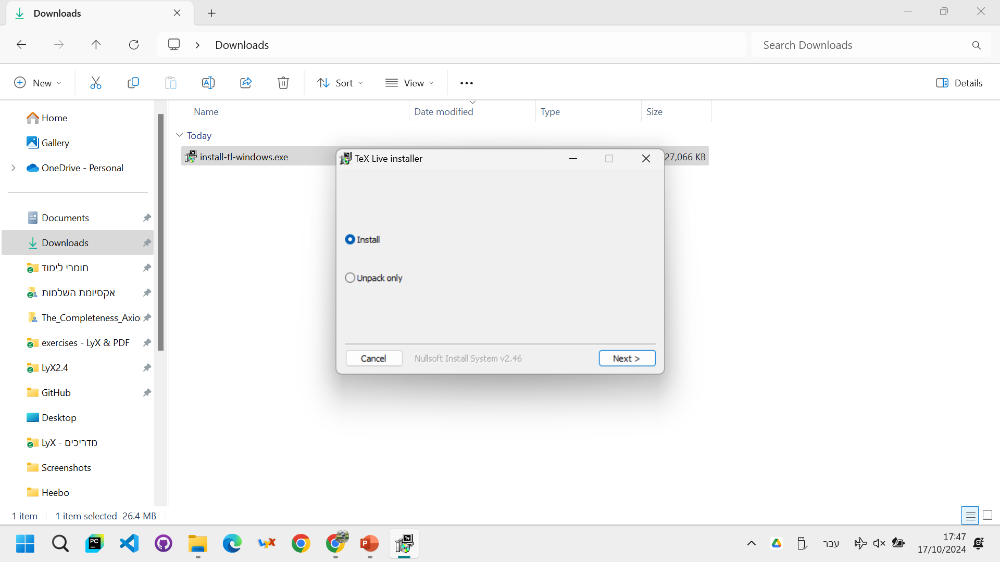 Downloads
Downloads
Search Downloads
New
Sort
View
Details
Name
Date modified
Type
Size
Home
Gallery
OneDrive - Personal
Documents
Downloads
חומרי לימוד
אקסיומת השלמות
The_Completeness_Axio
exercises - LyX & PDF
LyX2.4
GitHub
Desktop
מדריכים - LyX
Screenshots
Heebo
Today
install-tl-windows.exe
27,066 KB
TeX Live installer
Install
Unpack only
Cancel
Nullsoft Install System v2.46
Next >
1 item
1 item selected 26.4 MB
PC
P
עבר
17:47
17/10/2024